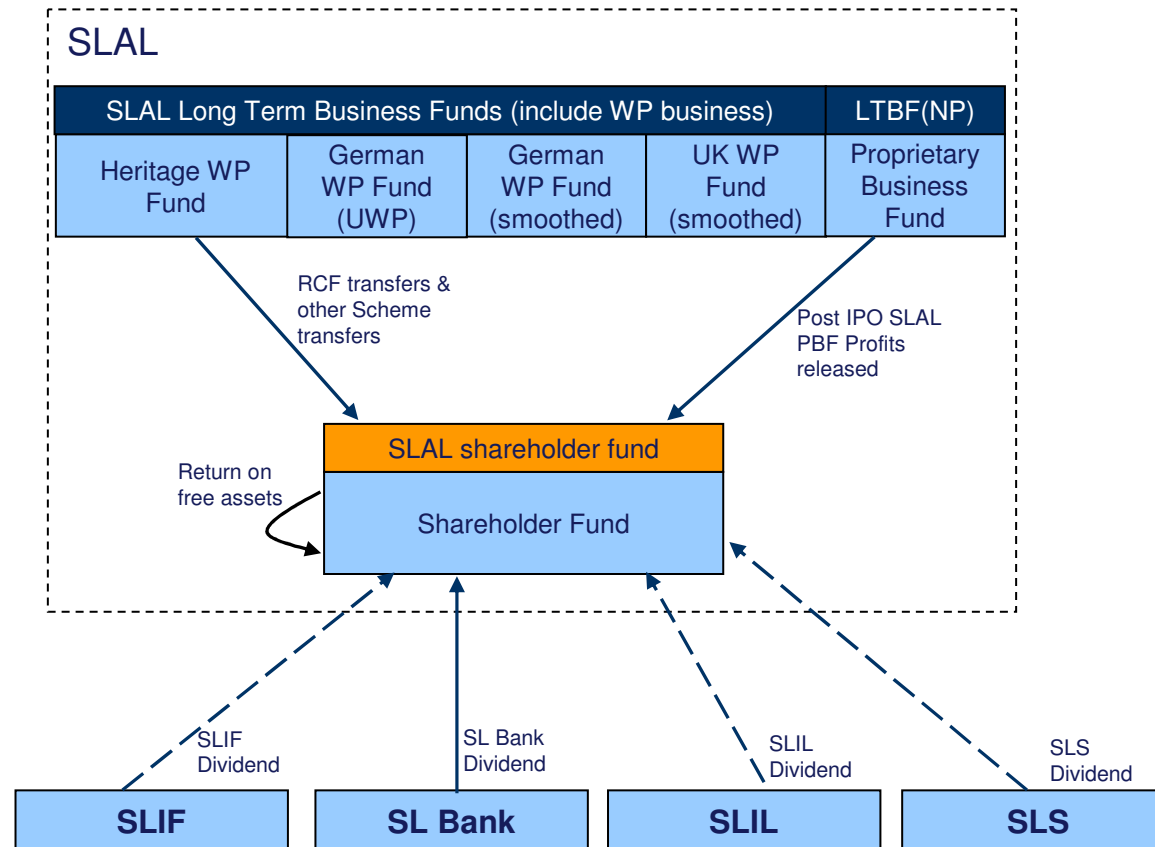 SLAL
SLAL Long Term Business Funds (include WP business)
LTBF(NP)
Heritage WP
Fund
German
WP Fund
(UWP)
German
WP Fund
(smoothed)
UK WP
Fund
(smoothed)
Proprietary
Business
Fund
RCF transfers &
other Scheme
transfers
Post IPO SLAL
PBF Profits
released
SLAL shareholder fund
Return on
free assets
Shareholder Fund
SLIF
Dividend
SL Bank
Dividend
SLIL
Dividend
SLS
Dividend
SLIF
SL Bank
SLIL
SLS